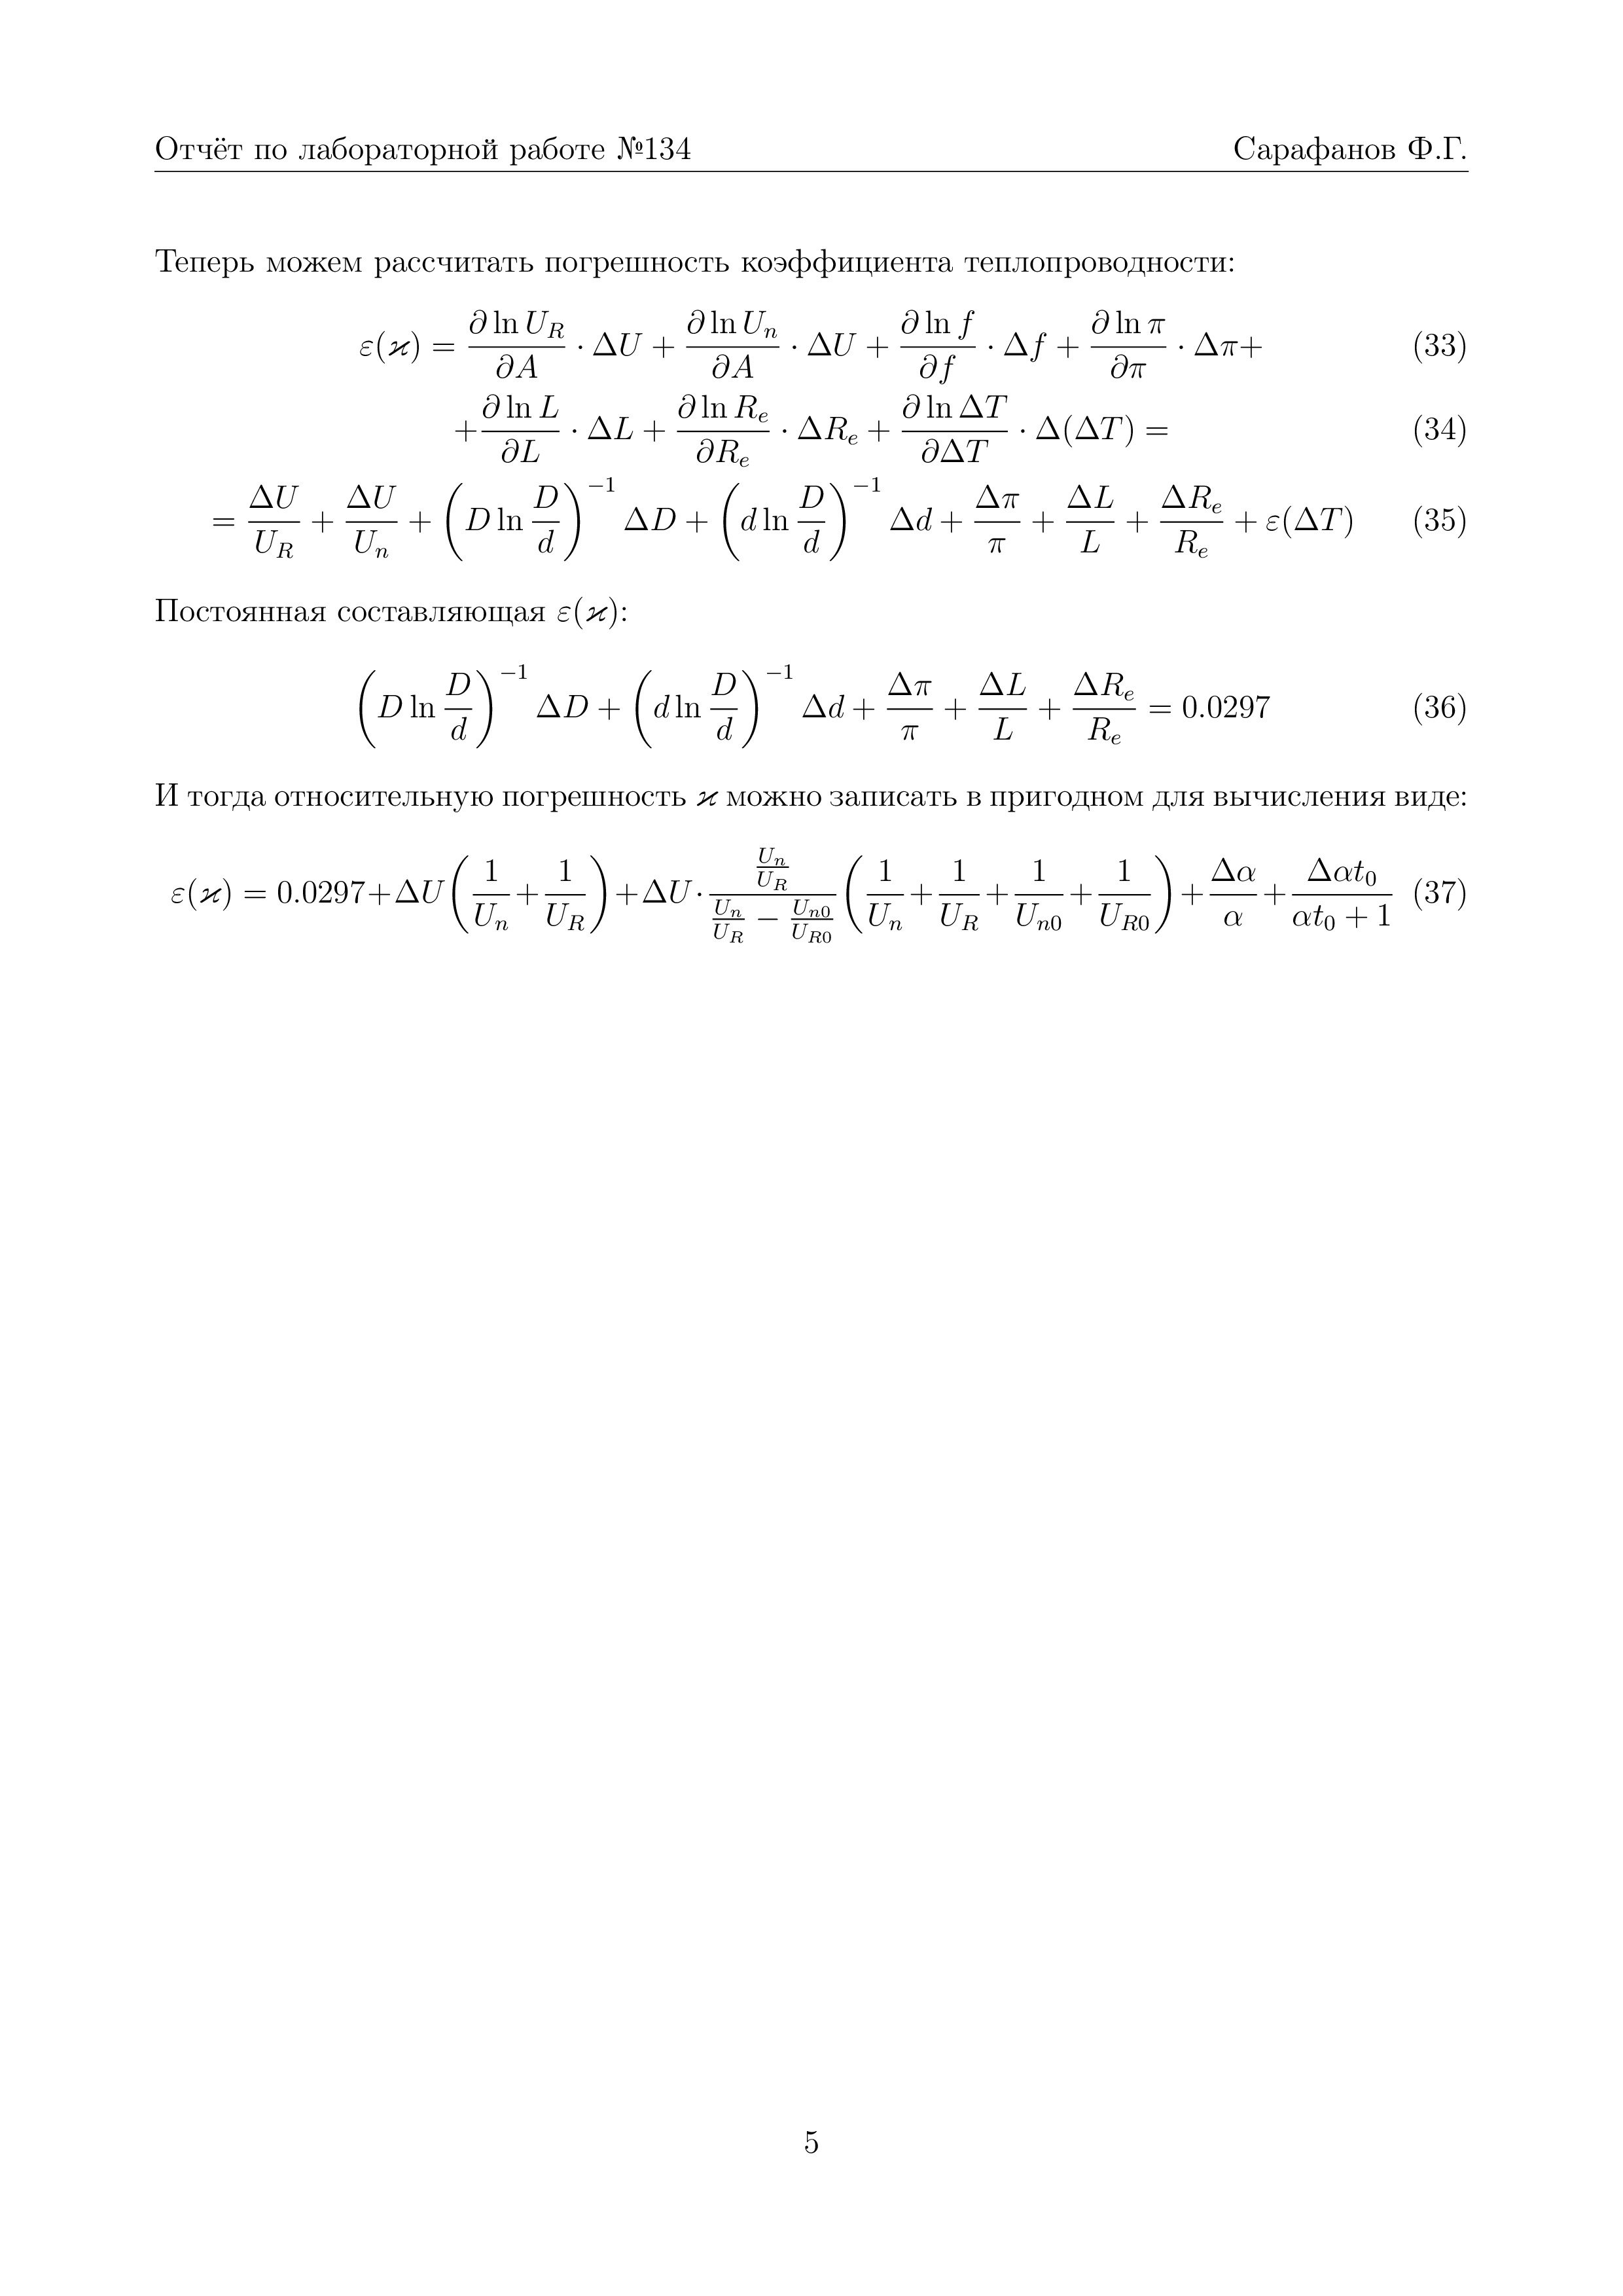 Отчёт по лабораторной работе №134 Сарафанов Ф.Г.
Теперь можем рассчитать погрешность коэффициента теплопроводности:
$\varepsilon(\varkappa) = \frac{\partial \ln U_R}{\partial A} \cdot \Delta U + \frac{\partial \ln U_n}{\partial A} \cdot \Delta U + \frac{\partial \ln f}{\partial f} \cdot \Delta f + \frac{\partial \ln \pi}{\partial \pi} \cdot \Delta \pi +$ (33)
$+ \frac{\partial \ln L}{\partial L} \cdot \Delta L + \frac{\partial \ln R_e}{\partial R_e} \cdot \Delta R_e + \frac{\partial \ln \Delta T}{\partial \Delta T} \cdot \Delta(\Delta T) =$ (34)
$= \frac{\Delta U}{U_R} + \frac{\Delta U}{U_n} + \left( D \ln \frac{D}{d} \right)^{-1} \Delta D + \left( d \ln \frac{D}{d} \right)^{-1} \Delta d + \frac{\Delta \pi}{\pi} + \frac{\Delta L}{L} + \frac{\Delta R_e}{R_e} + \varepsilon(\Delta T)$ (35)
Постоянная составляющая $\varepsilon(\varkappa)$:
$\left( D \ln \frac{D}{d} \right)^{-1} \Delta D + \left( d \ln \frac{D}{d} \right)^{-1} \Delta d + \frac{\Delta \pi}{\pi} + \frac{\Delta L}{L} + \frac{\Delta R_e}{R_e} = 0.0297$ (36)
И тогда относительную погрешность $\varkappa$ можно записать в пригодном для вычисления виде:
$\varepsilon(\varkappa) = 0.0297 + \Delta U \left( \frac{1}{U_n} + \frac{1}{U_R} \right) + \Delta U \cdot \frac{\frac{U_n}{U_R}}{\frac{U_n}{U_R} - \frac{U_{n0}}{U_{R0}}} \left( \frac{1}{U_n} + \frac{1}{U_R} + \frac{1}{U_{n0}} + \frac{1}{U_{R0}} \right) + \frac{\Delta \alpha}{\alpha} + \frac{\Delta \alpha t_0}{\alpha t_0 + 1}$ (37)
5